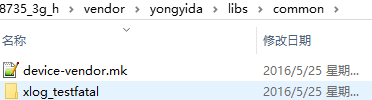 8735_3g_h > vendor > yongyida > libs > common >
名称 修改日期
device-vendor.mk 2016/5/25 星期...
xlog_testfatal 2016/5/25 星期...